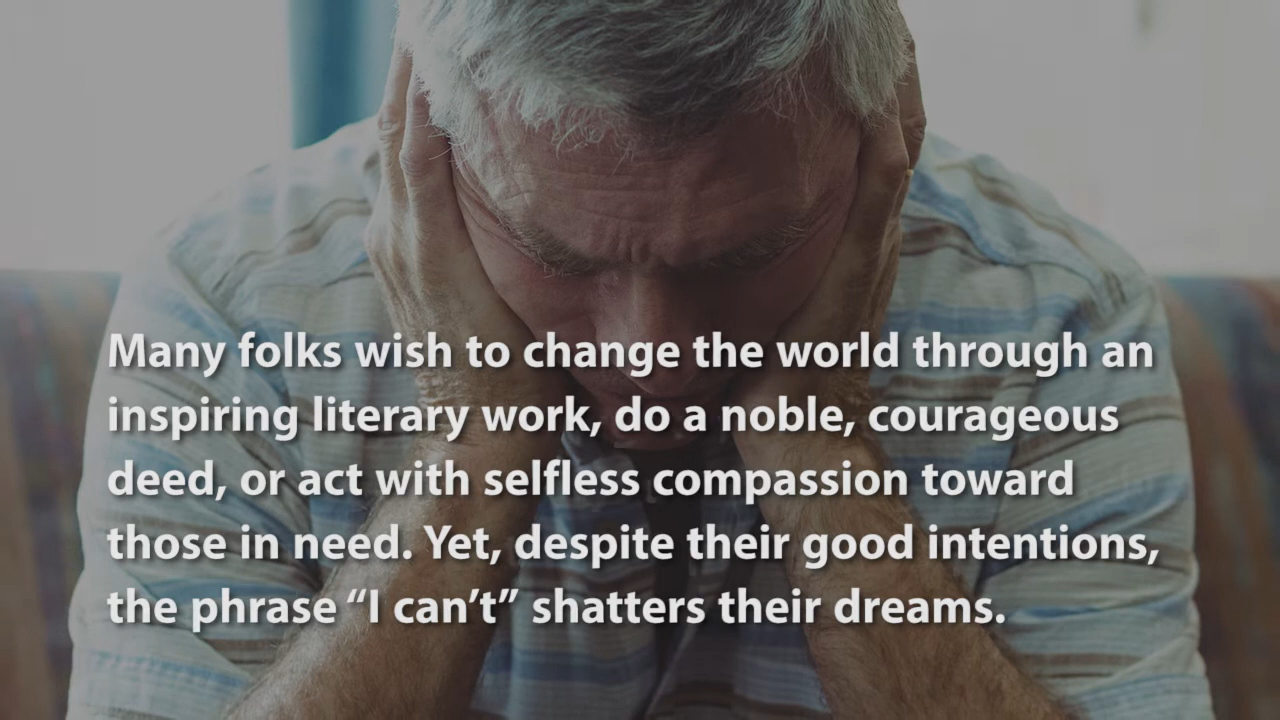 Many folks wish to change the world through an
inspiring literary work, do a noble, courageous
deed, or act with selfless compassion toward
those in need. Yet, despite their good intentions,
the phrase “I can’t” shatters their dreams.